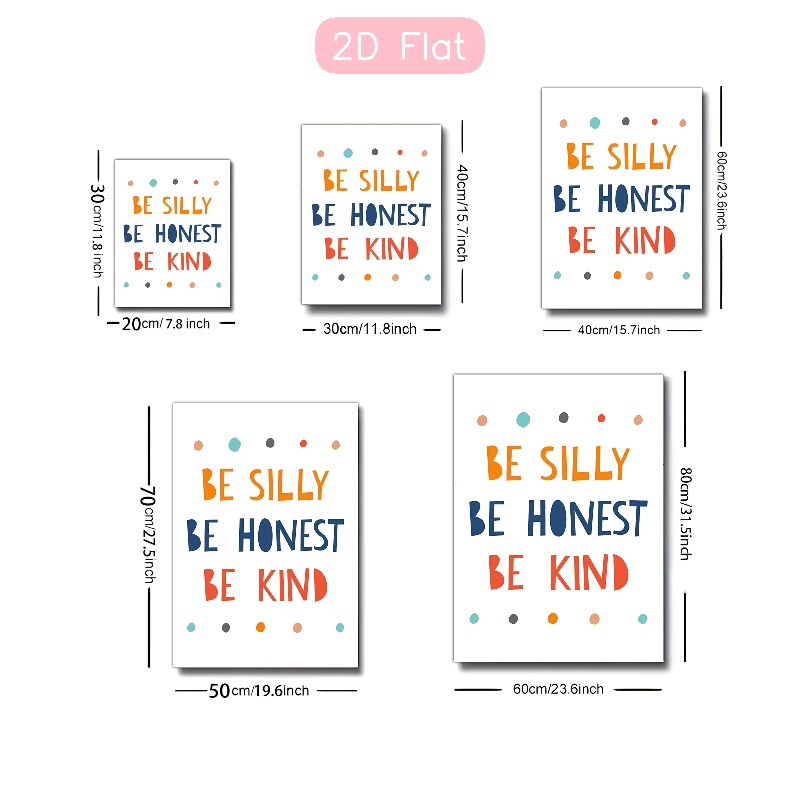 2D Flat
BE SILLY
BE HONEST
BE KIND
30cm/11.8 inch
20cm/ 7.8 inch
BE SILLY
BE HONEST
BE KIND
40cm/15.7inch
30cm/11.8inch
BE SILLY
BE HONEST
BE KIND
60cm/23.6inch
40cm/15.7inch
70cm/27.5inch
BE SILLY
BE HONEST
BE KIND
50cm/19.6inch
BE SILLY
BE HONEST
BE KIND
80cm/31.5inch
60cm/23.6inch